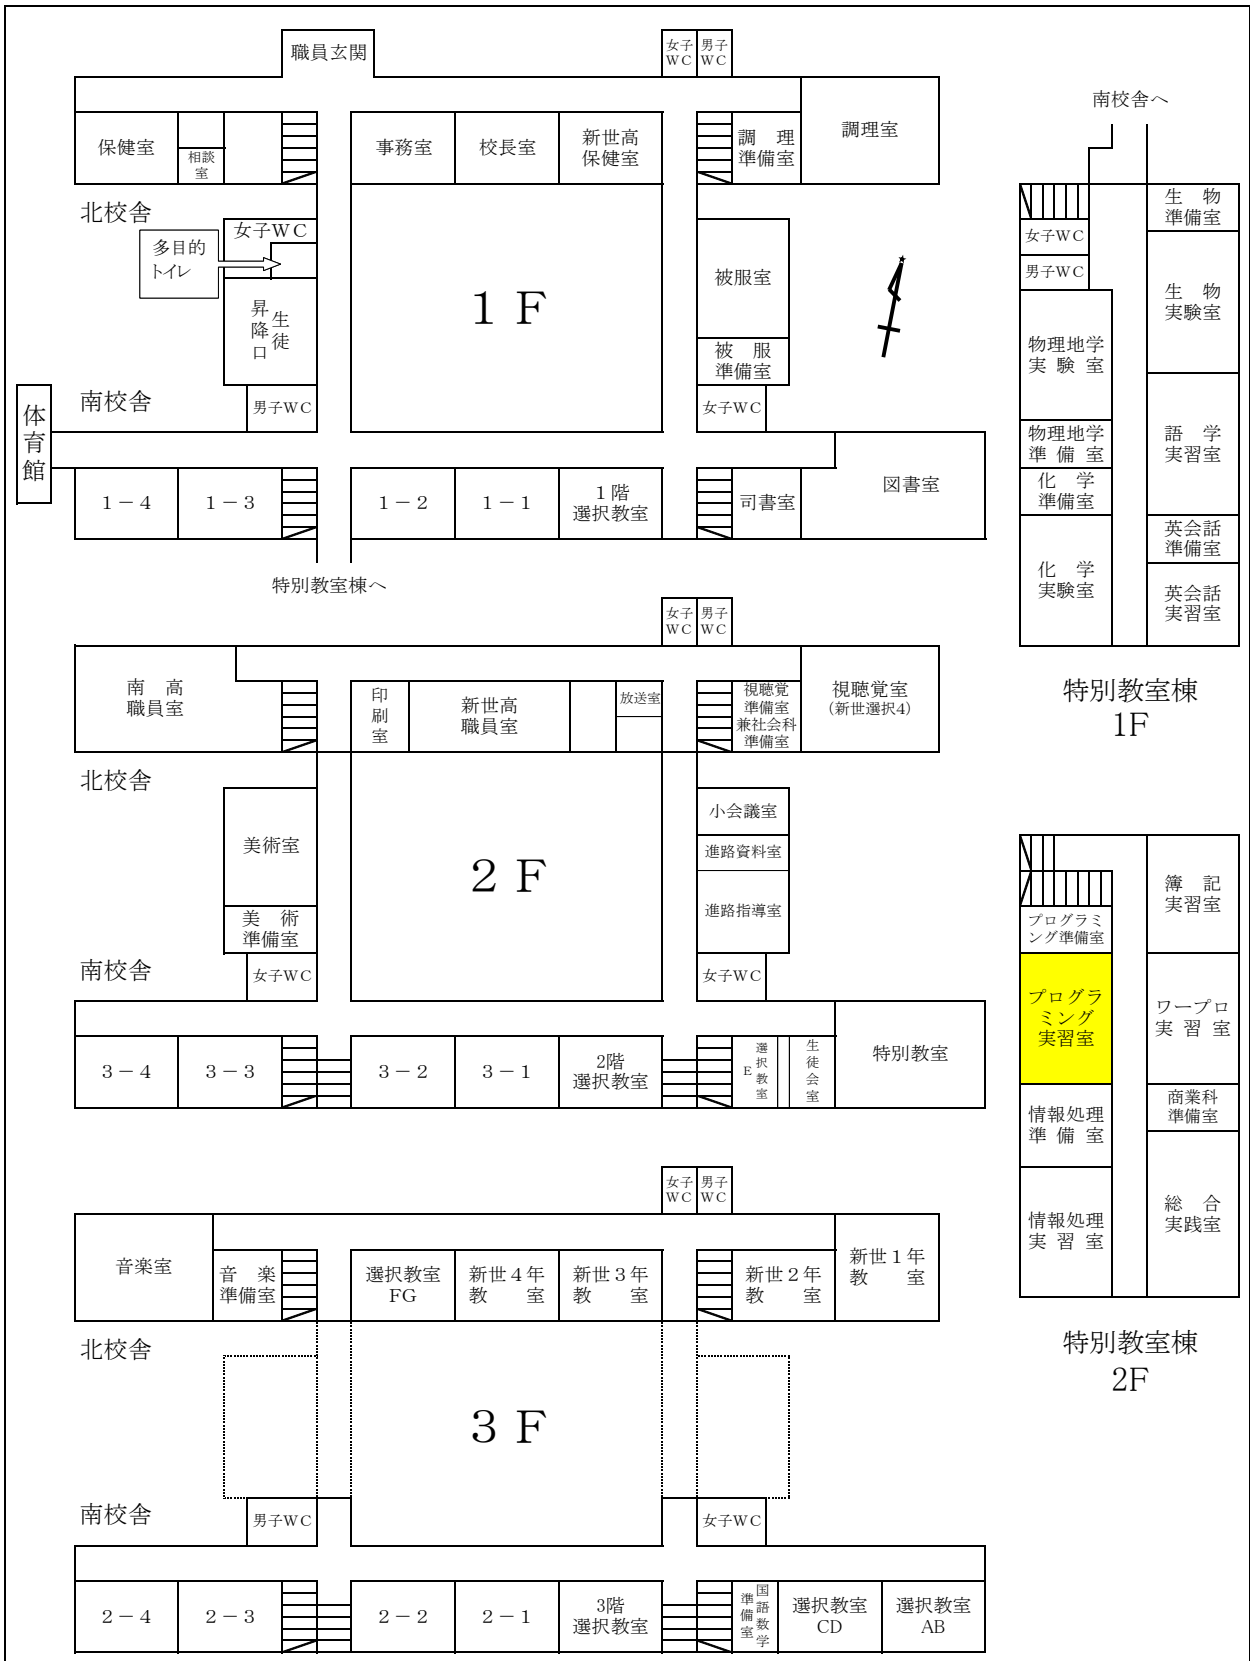 職員玄関
女子
WC
男子
WC
保健室
相談
室
事務室
校長室
新世高
保健室
調　理
準備室
調理室
北校舎
女子WC
多目的
トイレ
生徒
昇降口
1 F
被服室
被　服
準備室
南校舎
男子WC
女子WC
体育館
1－4
1－3
1－2
1－1
1階
選択教室
司書室
図書室
特別教室棟へ
南校舎へ
生　物
準備室
女子WC
男子WC
生　物
実験室
物理地学
実 験 室
物理地学
準 備 室
語　学
実習室
化　学
準備室
英会話
準備室
化　学
実験室
英会話
実習室
特別教室棟
1F
女子
WC
男子
WC
南　高
職員室
印刷室
新世高
職員室
放送室
視聴覚
準備室
兼社会科
準備室
視聴覚室
(新世選択4)
北校舎
美術室
美　術
準備室
2 F
小会議室
進路資料室
進路指導室
南校舎
女子WC
女子WC
3－4
3－3
3－2
3－1
2階
選択教室
選択教室
E
生徒会室
特別教室
簿　記
実習室
プログラミ
ング準備室
プログラ
ミング
実習室
ワープロ
実 習 室
情報処理
準 備 室
商業科
準備室
情報処理
実 習 室
総　合
実践室
特別教室棟
2F
女子
WC
男子
WC
音楽室
音　楽
準備室
選択教室
FG
新世4年
教　　室
新世3年
教　　室
新世2年
教　　室
新世1年
教　　室
北校舎
3 F
南校舎
男子WC
女子WC
2－4
2－3
2－2
2－1
3階
選択教室
国語数学
準備室
選択教室
CD
選択教室
AB